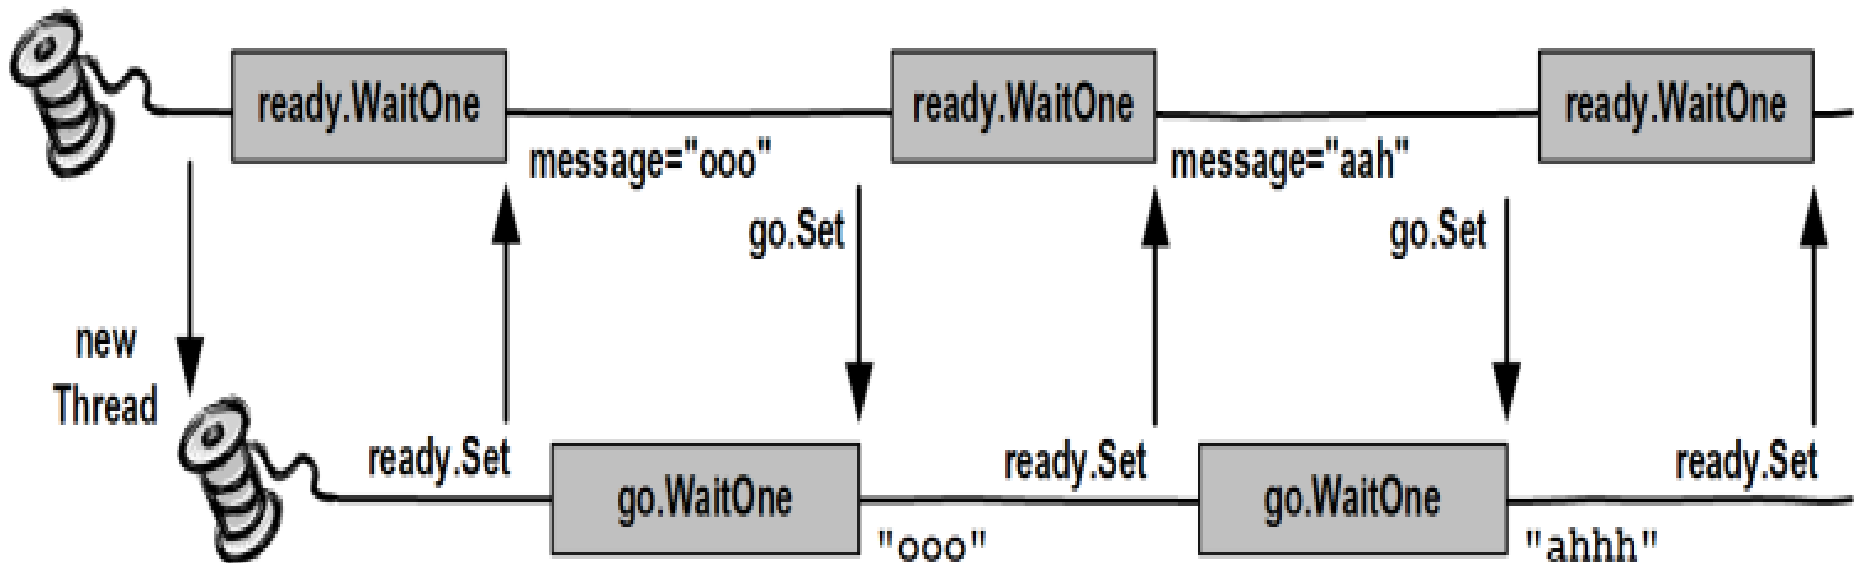 ready.WaitOne
ready.WaitOne
ready.WaitOne
message="ooo"
message="aah"
go.Set
go.Set
new
Thread
ready.Set
ready.Set
ready.Set
go.WaitOne
go.WaitOne
"ooo"
"ahhh"